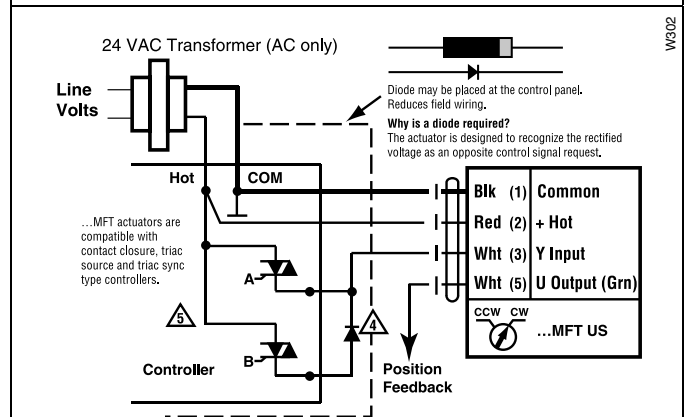 W302
24 VAC Transformer (AC only)
Line
Volts
Diode may be placed at the control panel.
Reduces field wiring.
Why is a diode required?
The actuator is designed to recognize the rectified
voltage as an opposite control signal request.
Hot
COM
...MFT actuators are
compatible with
contact closure, triac
source and triac sync
type controllers.
Blk (1) Common
Red (2) + Hot
Wht (3) Y Input
Wht (5) U Output (Grn)
CCW CW
...MFT US
A
5
4
B
Controller
Position
Feedback